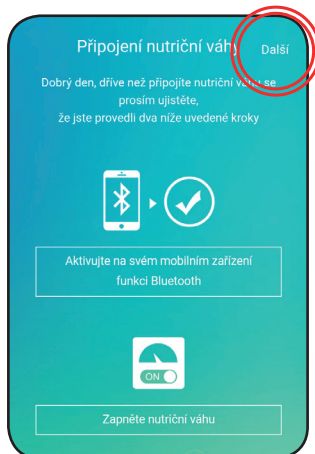 Připojení nutriční váhy
Další
Dobrý den, dříve než připojíte nutriční váhu se
prosím ujistěte,
že jste provedli dva níže uvedené kroky
Aktivujte na svém mobilním zařízení
funkci Bluetooth
ON
Zapněte nutriční váhu